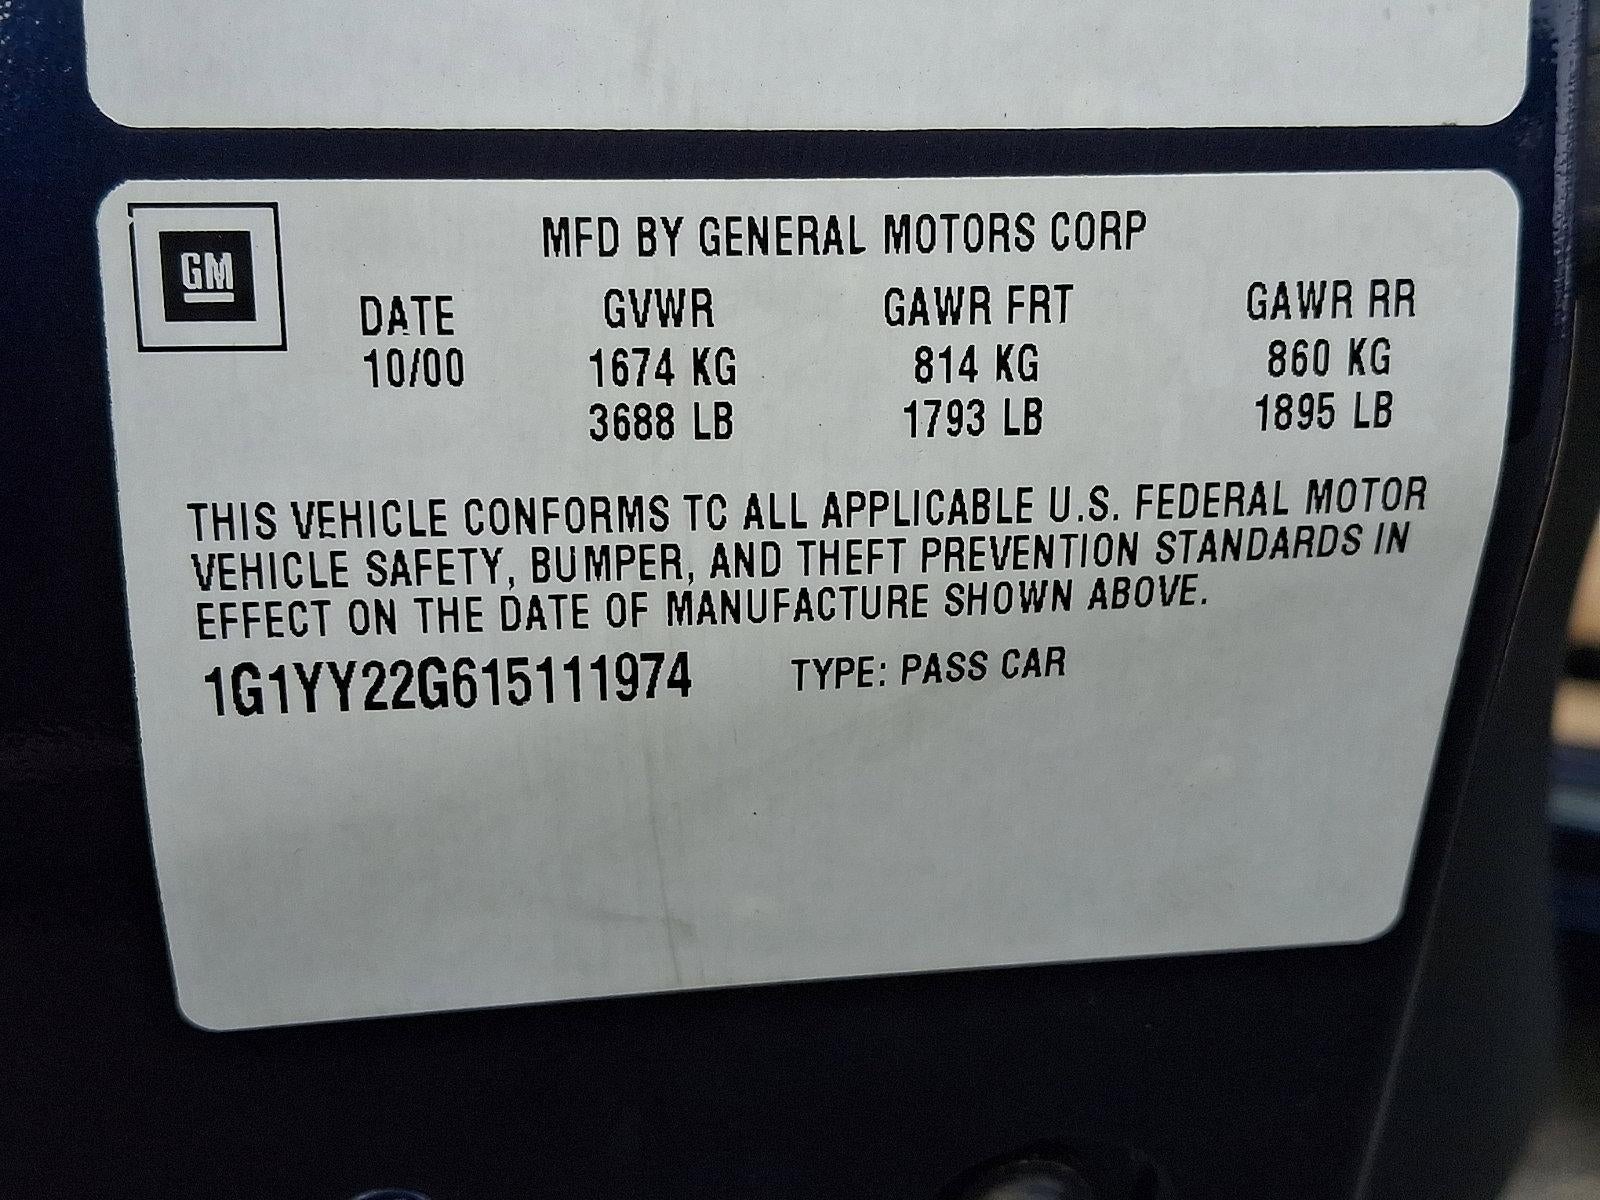 GM
MFD BY GENERAL MOTORS CORP
DATE GVWR GAWR FRT GAWR RR
10/00 1674 KG 814 KG 860 KG
3688 LB 1793 LB 1895 LB
THIS VEHICLE CONFORMS TO ALL APPLICABLE U.S. FEDERAL MOTOR
VEHICLE SAFETY, BUMPER, AND THEFT PREVENTION STANDARDS IN
EFFECT ON THE DATE OF MANUFACTURE SHOWN ABOVE.
1G1YY22G615111974 TYPE: PASS CAR